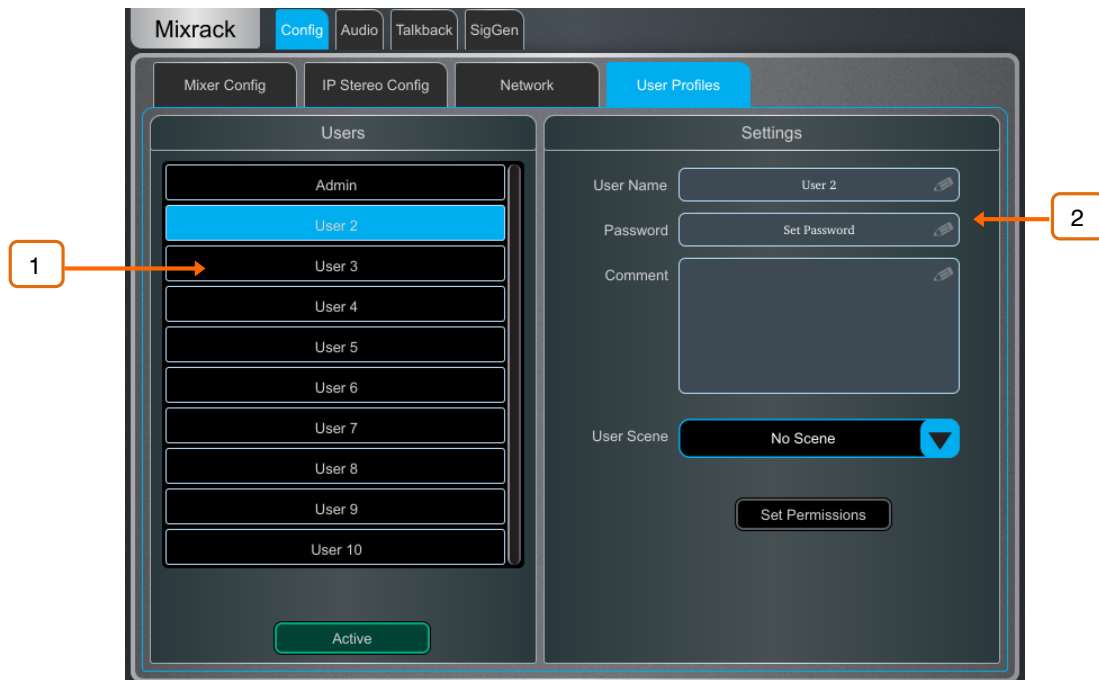 Mixrack
Config
Audio
Talkback
SigGen
Mixer Config
IP Stereo Config
Network
User Profiles
Users
Admin
User 2
User 3
User 4
User 5
User 6
User 7
User 8
User 9
User 10
Active
Settings
User Name
User 2
Password
Set Password
Comment
User Scene
No Scene
Set Permissions
1
2